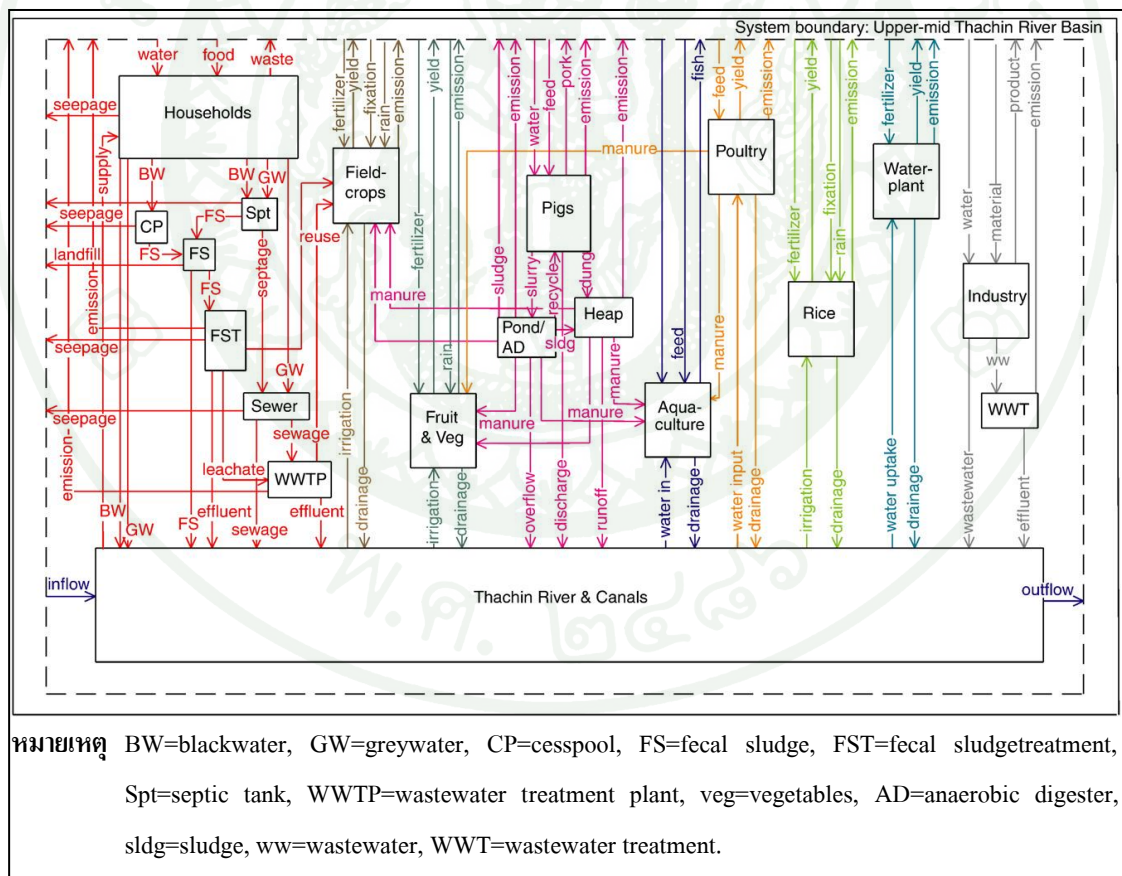 System boundary: Upper-mid Thachin River Basin
water
food
waste
fertilizer
yield
fixation
rain
emission
yield
emission
sludge
emission
water
feed
pork
emission
fish
feed
yield
emission
fertilizer
yield
emission
fertilizer
yield
emission
product
emission
seepage
Households
supply
BW
BW
GW
Field-
crops
manure
Poultry
Water-
plant
water
material
seepage
CP
FS
Spt
FS
FS
landfill
septage
reuse
Pigs
fertilizer
fixation
rain
emission
FS
FST
seepage
fertilizer
manure
slurry
recycle
dung
Pond/
AD
sldg
Heap
feed
manure
Rice
Industry
rain
GW
Sewer
seepage
Fruit
& Veg
manure
manure
manure
Aqua-
culture
ww
WWT
sewage
leachate
WWTP
emission
BW
GW
FS
effluent
sewage
effluent
irrigation
drainage
irrigation
drainage
overflow
discharge
runoff
water in
drainage
water input
drainage
irrigation
drainage
water uptake
drainage
wastewater
effluent
inflow
Thachin River & Canals
outflow
พ.ศ. ๒๔๘๖
หมายเหตุ BW=blackwater, GW=greywater, CP=cesspool, FS=fecal sludge, FST=fecal sludgetreatment,
Spt=septic tank, WWTP=wastewater treatment plant, veg=vegetables, AD=anaerobic digester,
sldg=sludge, ww=wastewater, WWT=wastewater treatment.